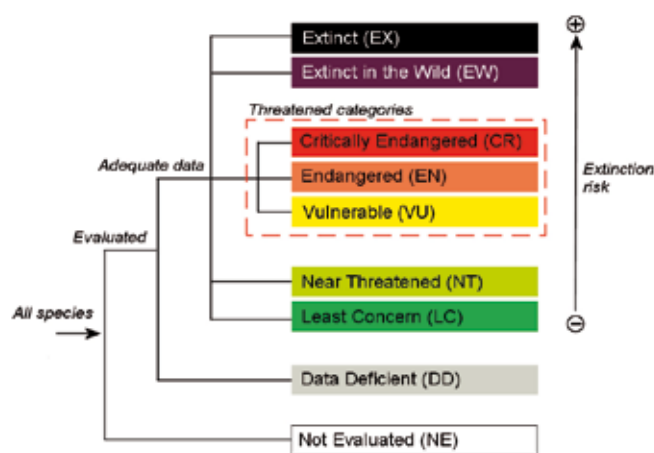 Extinct (EX)
Extinct in the Wild (EW)
Threatened categories
Critically Endangered (CR)
Adequate data
Endangered (EN)
Extinction
risk
Vulnerable (VU)
Evaluated
Near Threatened (NT)
All species
Least Concern (LC)
Data Deficient (DD)
Not Evaluated (NE)